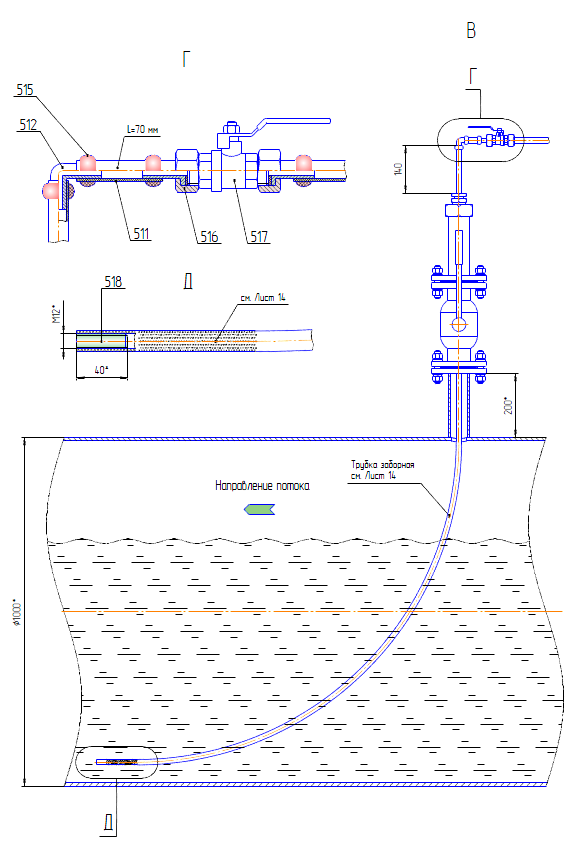 В
Г
Г
515
512
L=70 мм
140
511
516
517
Д
518
см. Лист 14
М12*
40*
200*
Трубка заборная
см. Лист 14
Направление потока
⌀1000*
Д